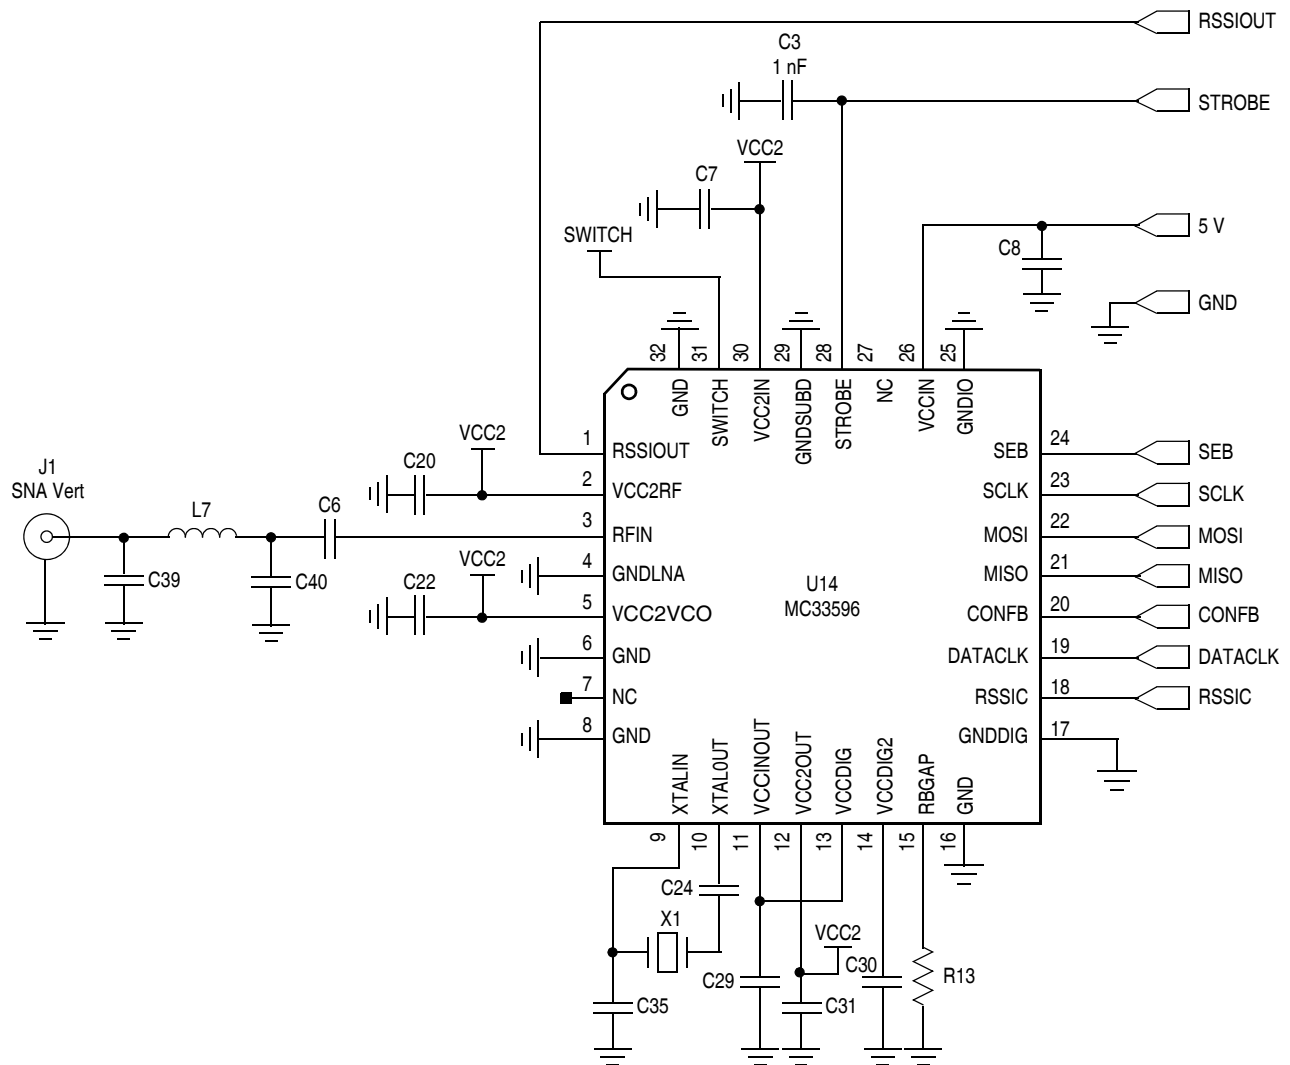 RSSIOUT
C3
1 nF
STROBE
VCC2
C7
SWITCH
5 V
C8
GND
32
31
30
29
28
27
26
25
GND
SWITCH
VCC2IN
GNDSUBD
STROBE
NC
VCCIN
GNDIO
J1
SNA Vert
C39
L7
C40
C6
C20
VCC2
C22
VCC2
1
RSSIOUT
2
VCC2RF
3
RFIN
4
GNDLNA
5
VCC2VCO
6
GND
7
NC
8
GND
U14
MC33596
SEB
24
SEB
SCLK
23
SCLK
MOSI
22
MOSI
MISO
21
MISO
CONFB
20
CONFB
DATACLK
19
DATACLK
RSSIC
18
RSSIC
GNDDIG
17
XTALIN
XTAL0UT
VCCINOUT
VCC2OUT
VCCDIG
VCCDIG2
RBGAP
GND
9
10
11
12
13
14
15
16
C24
X1
C35
C29
VCC2
C31
C30
R13